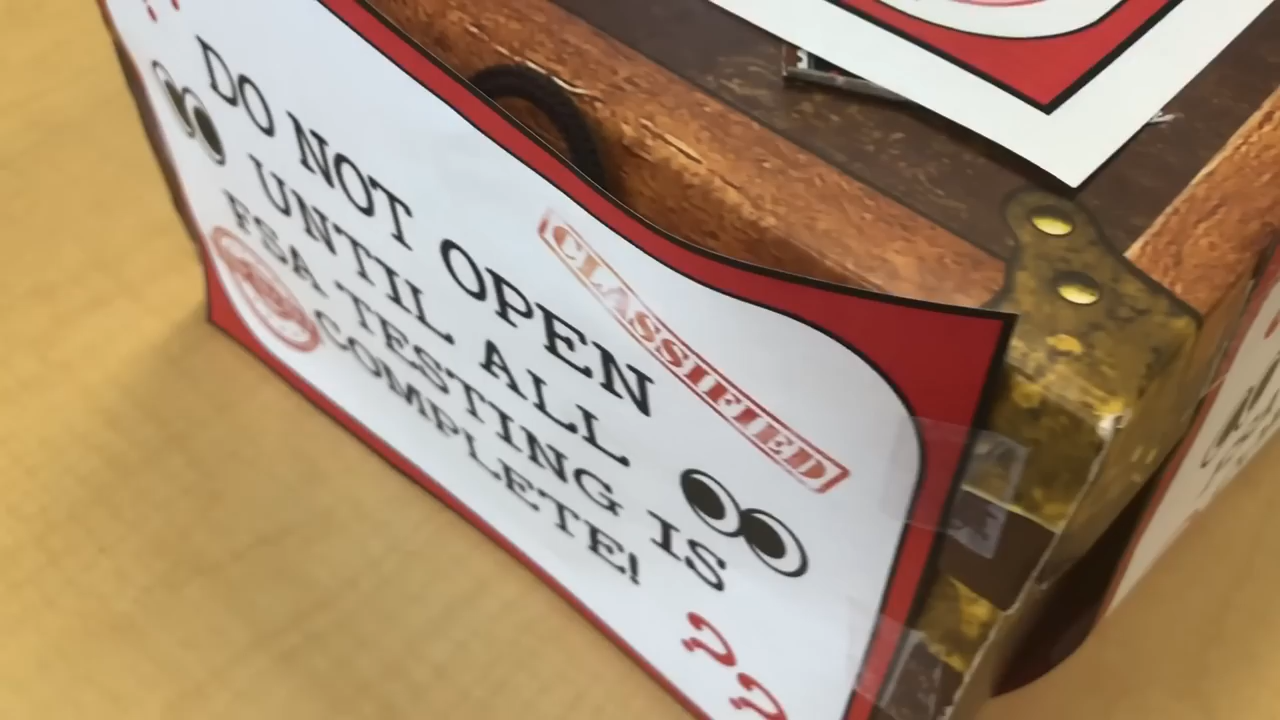 DO NOT OPEN
UNTIL ALL
FSA TESTING IS
COMPLETE!
CLASSIFIED